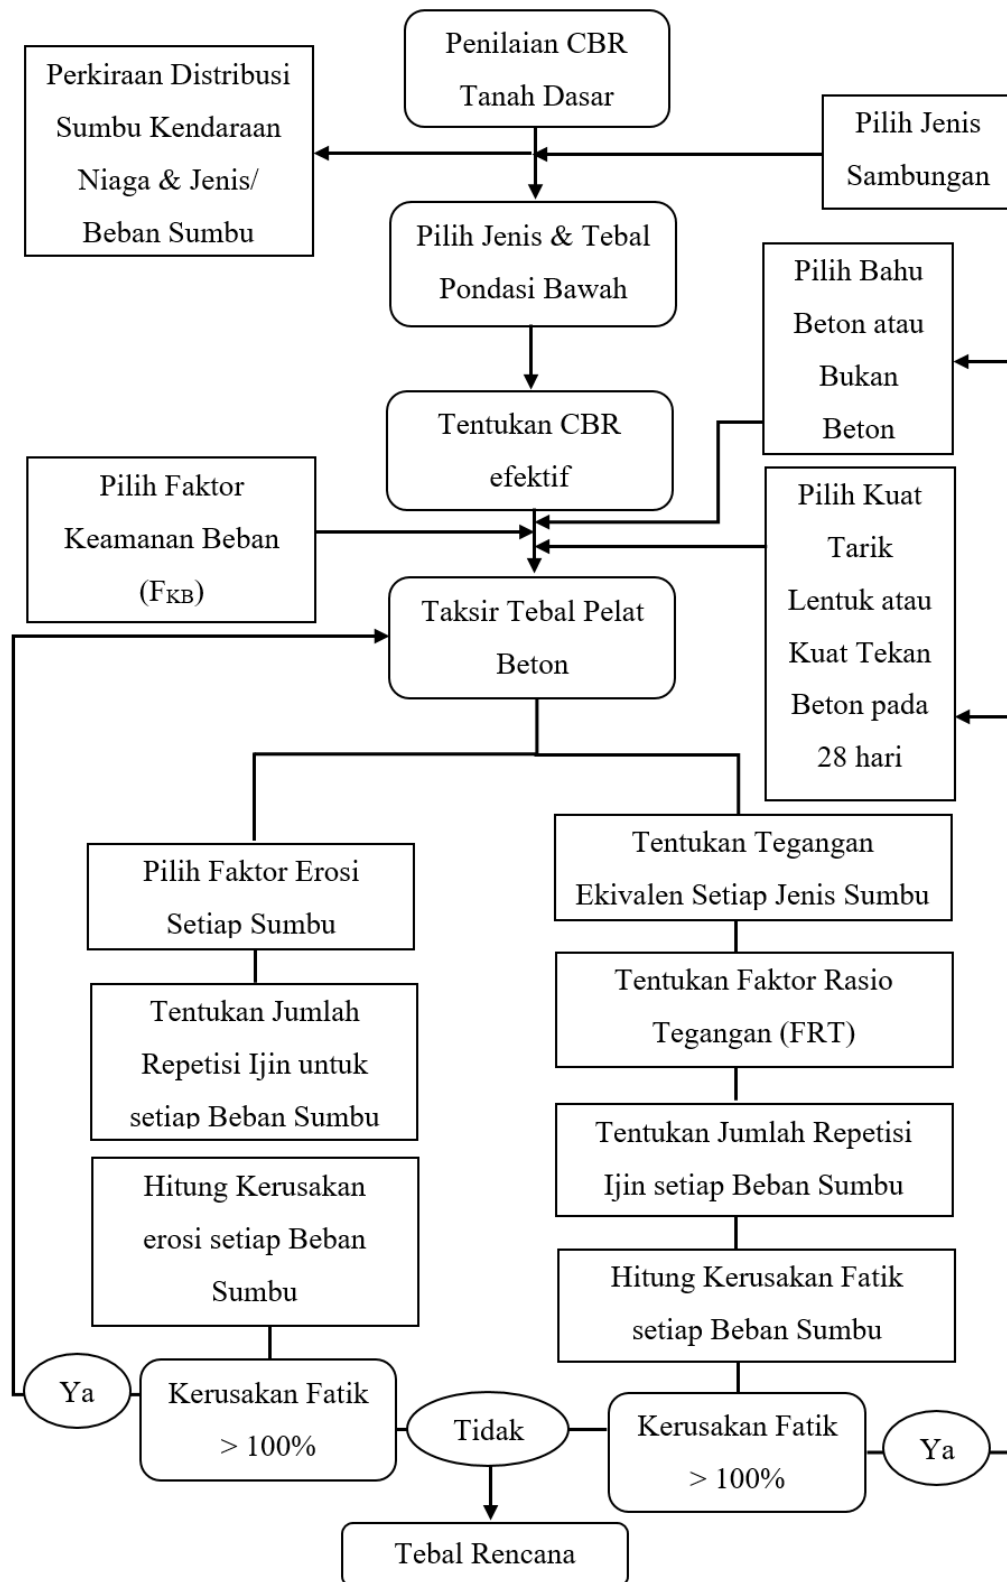 Penilaian CBR
Tanah Dasar
Perkiraan Distribusi
Sumbu Kendaraan
Niaga & Jenis/
Beban Sumbu
Pilih Jenis
Sambungan
Pilih Jenis & Tebal
Pondasi Bawah
Pilih Bahu
Beton atau
Bukan
Beton
Tentukan CBR
efektif
Pilih Faktor
Keamanan Beban
(FKB)
Pilih Kuat
Tarik
Lentuk atau
Kuat Tekan
Beton pada
28 hari
Taksir Tebal Pelat
Beton
Pilih Faktor Erosi
Setiap Sumbu
Tentukan Jumlah
Repetisi Ijin untuk
setiap Beban Sumbu
Hitung Kerusakan
erosi setiap Beban
Sumbu
Tentukan Tegangan
Ekivalen Setiap Jenis Sumbu
Tentukan Faktor Rasio
Tegangan (FRT)
Tentukan Jumlah Repetisi
Ijin setiap Beban Sumbu
Hitung Kerusakan Fatik
setiap Beban Sumbu
Ya
Kerusakan Fatik
> 100%
Tidak
Kerusakan Fatik
> 100%
Ya
Tebal Rencana